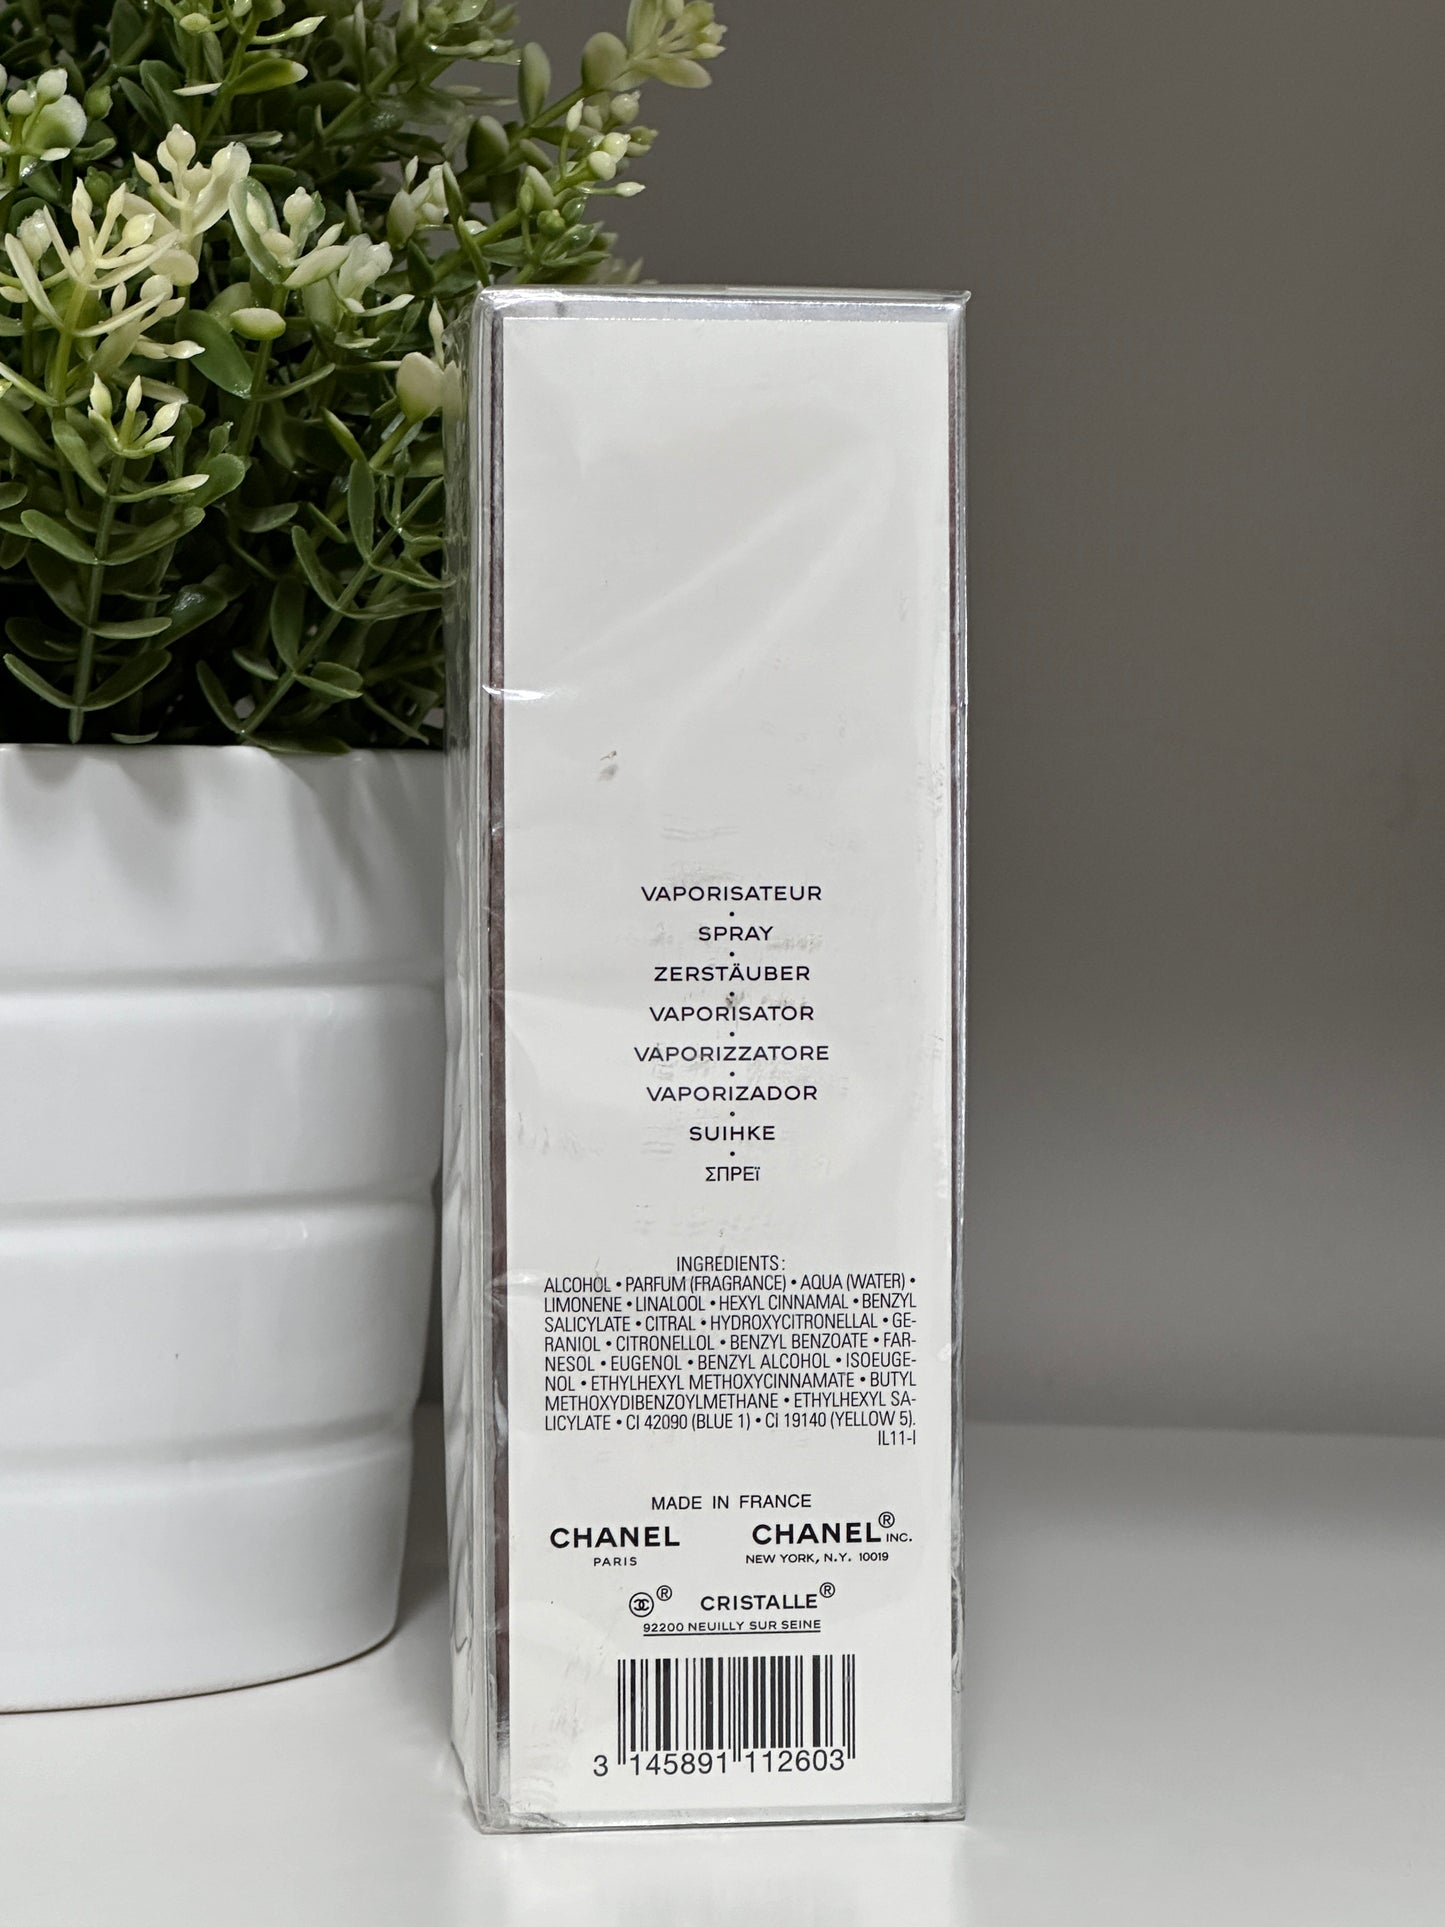 VAPORISATEUR
•
SPRAY
•
ZERSTÄUBER
•
VAPORISATOR
•
VAPORIZZATORE
•
VAPORIZADOR
•
SUIHKE
•
ΣΠΡΕΪ
INGREDIENTS:
ALCOHOL • PARFUM (FRAGRANCE) • AQUA (WATER) •
LIMONENE • LINALOOL • HEXYL CINNAMAL • BENZYL
SALICYLATE • CITRAL • HYDROXYCITRONELLAL • GE-
RANIOL • CITRONELLOL • BENZYL BENZOATE • FAR-
NESOL • EUGENOL • BENZYL ALCOHOL • ISOEUGE-
NOL • ETHYLHEXYL METHOXYCINNAMATE • BUTYL
METHOXYDIBENZOYLMETHANE • ETHYLHEXYL SA-
LICYLATE • CI 42090 (BLUE 1) • CI 19140 (YELLOW 5).
IL11-I
MADE IN FRANCE
CHANEL CHANEL® INC.
PARIS NEW YORK, N.Y. 10019
® CRISTALLE®
92200 NEUILLY SUR SEINE
3 145891 112603